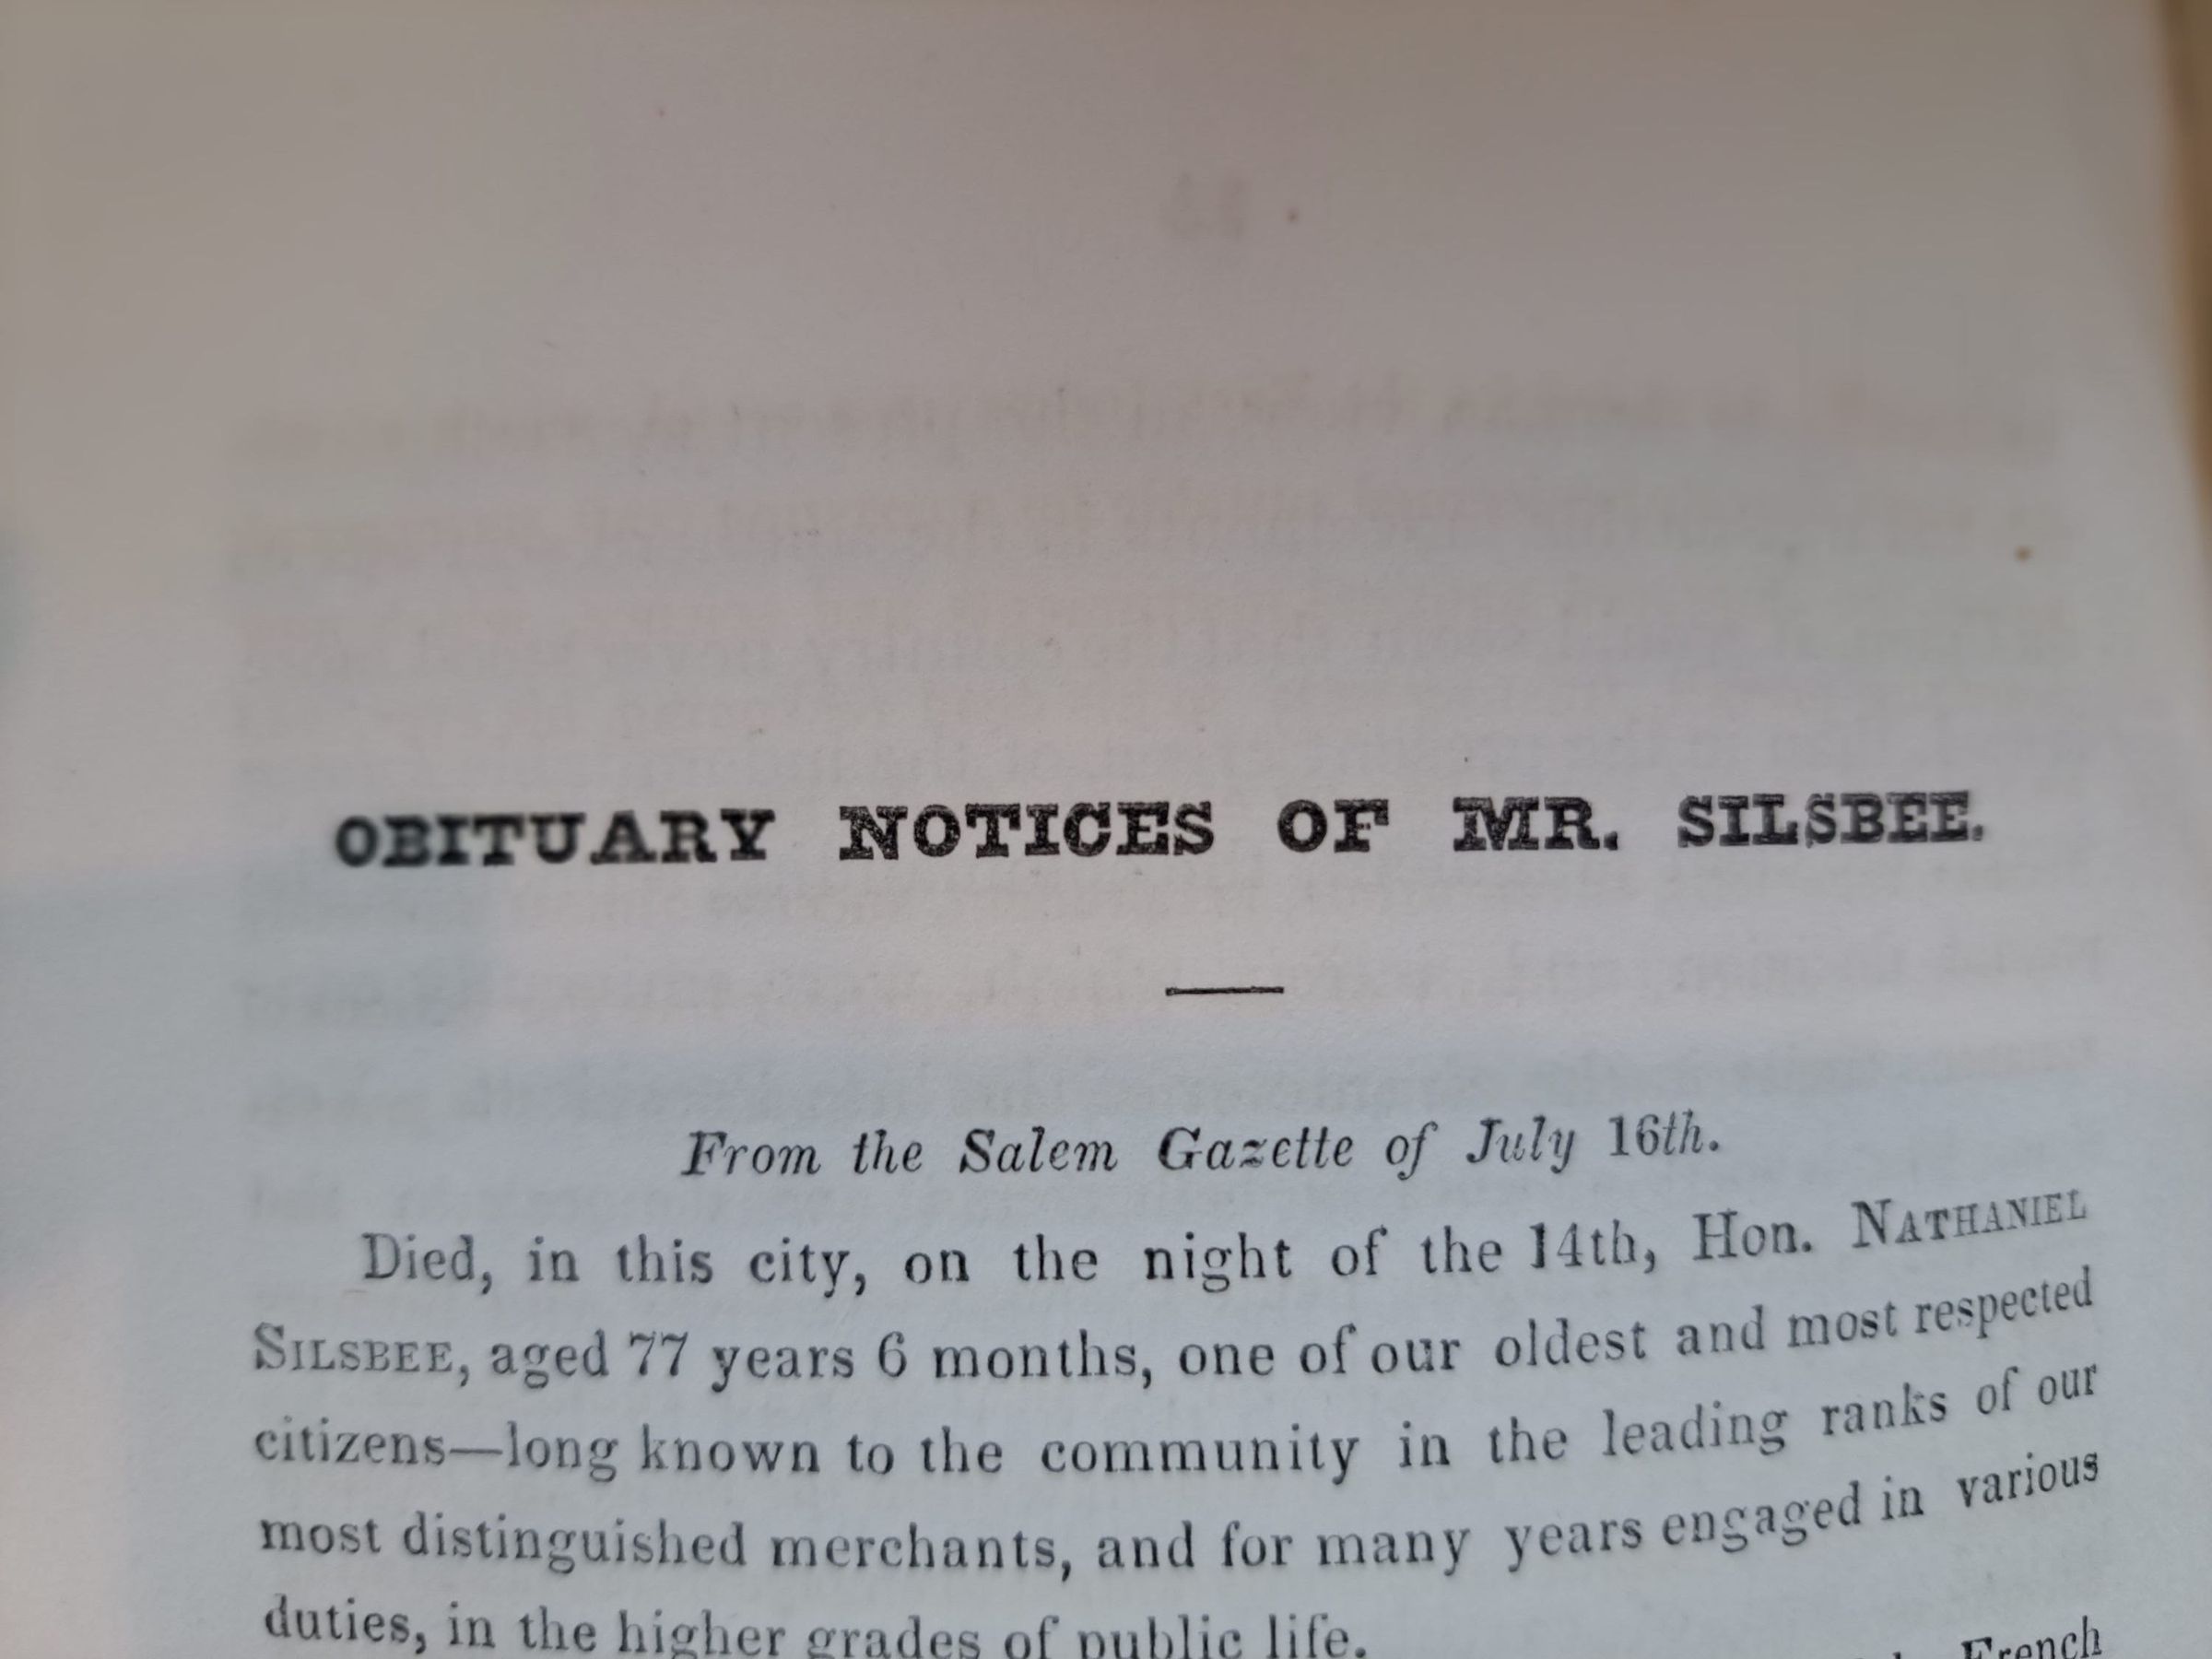 OBITUARY NOTICES OF MR. SILSBEE.
From the Salem Gazette of July 16th.
Died, in this city, on the night of the 14th, Hon. NATHANIEL
SILSBEE, aged 77 years 6 months, one of our oldest and most respected
citizens—long known to the community in the leading ranks of our
most distinguished merchants, and for many years engaged in various
duties, in the higher grades of public life.
French